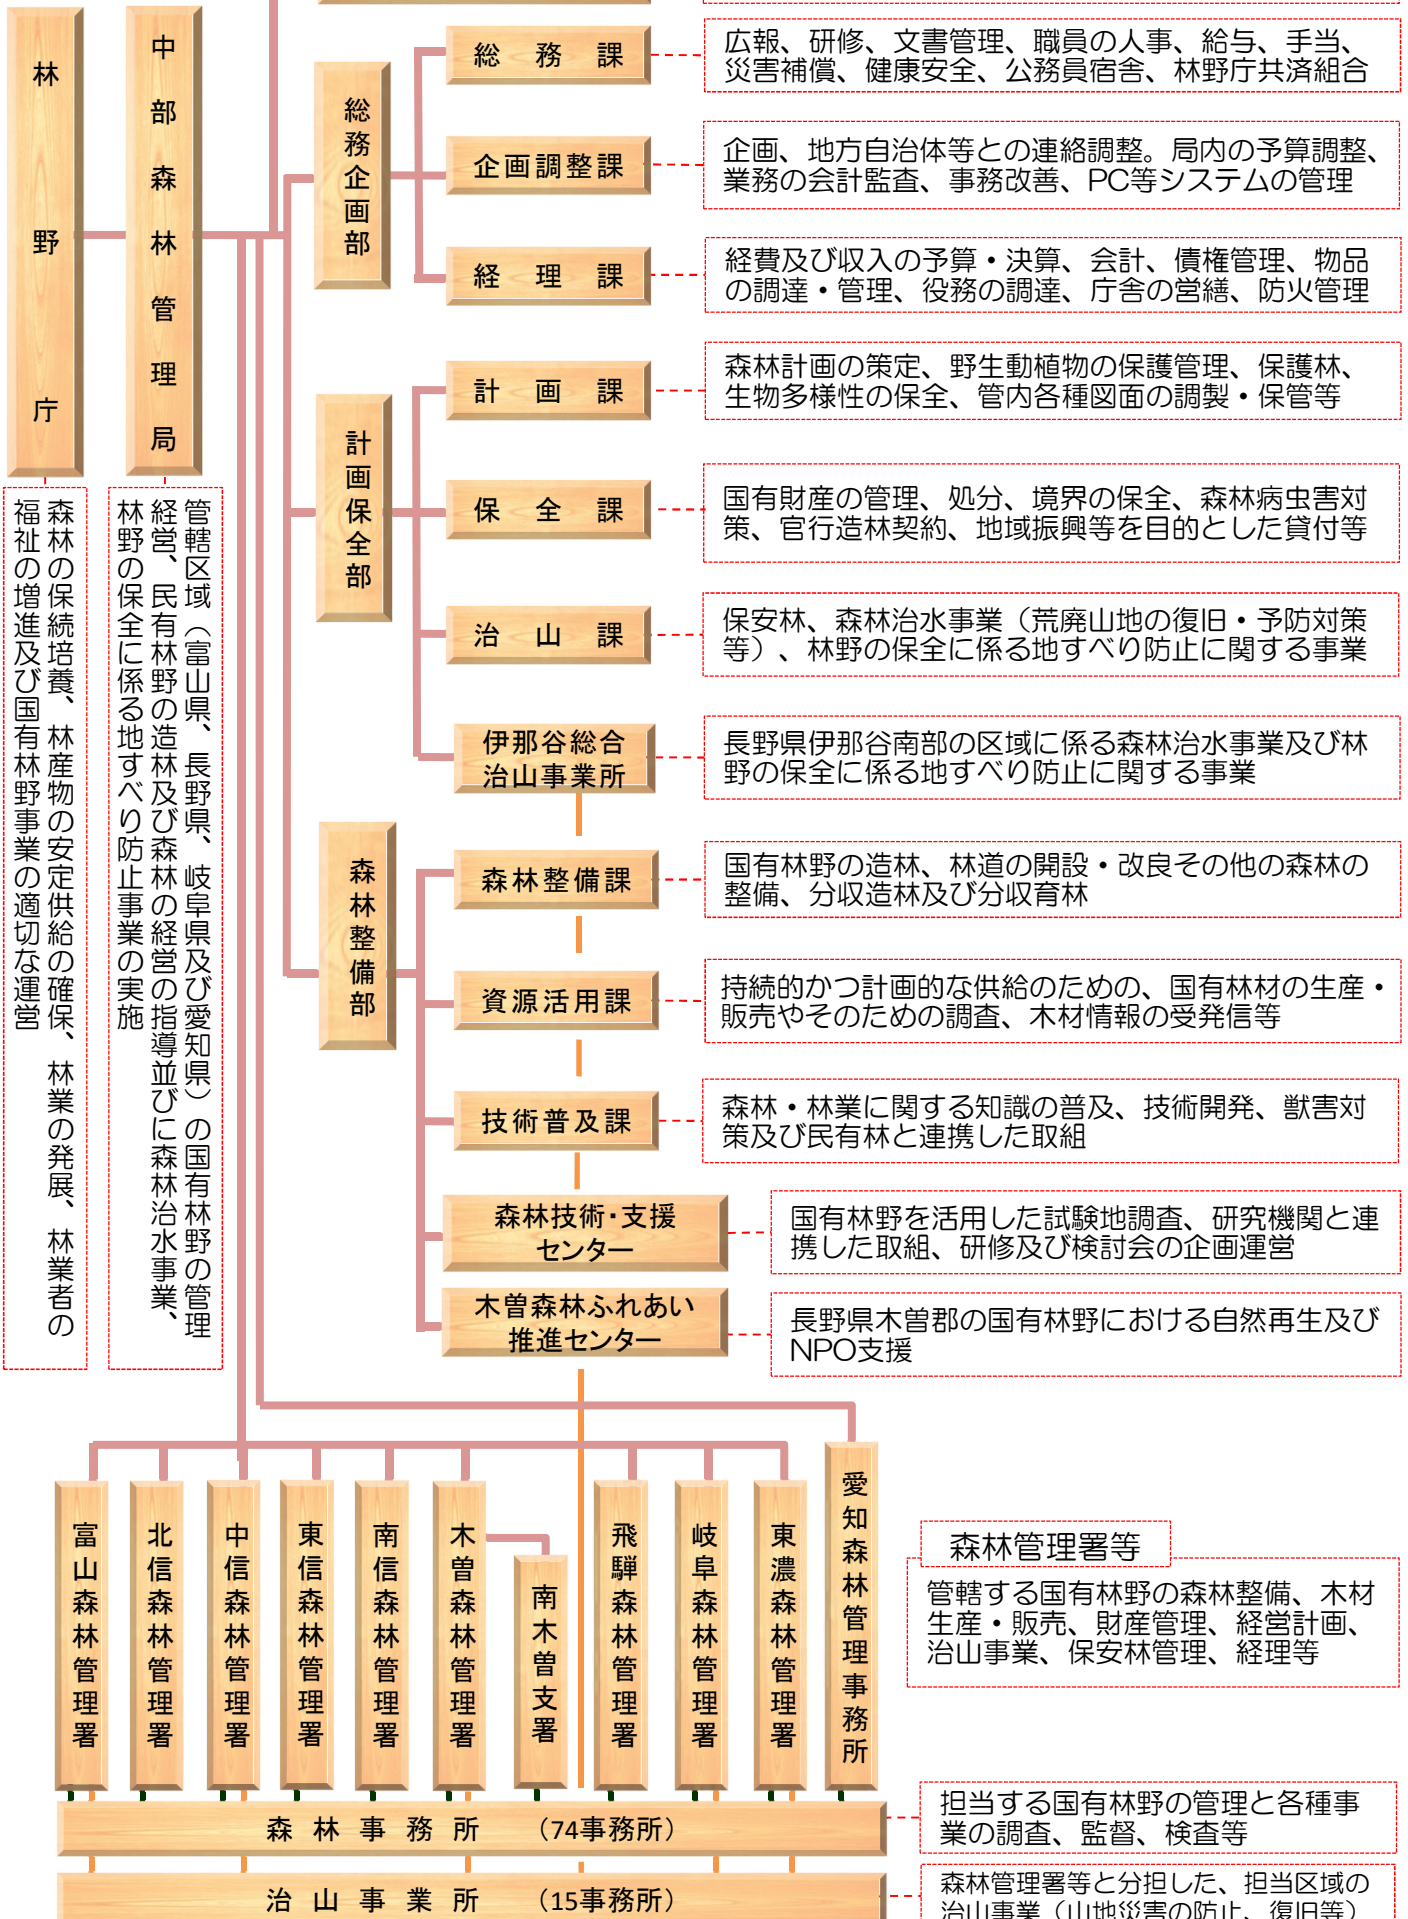 林野庁
森林の保続培養、林産物の安定供給の確保、林業の発展、林業者の
福祉の増進及び国有林野事業の適切な運営
中部森林管理局
管轄区域（富山県、長野県、岐阜県及び愛知県）の国有林野の管理
経営、民有林野の造林及び森林の経営の指導並びに森林治水事業、
林野の保全に係る地すべり防止事業の実施
総務企画部
総務課
広報、研修、文書管理、職員の人事、給与、手当、
災害補償、健康安全、公務員宿舎、林野庁共済組合
企画調整課
企画、地方自治体等との連絡調整。局内の予算調整、
業務の会計監査、事務改善、PC等システムの管理
経理課
経費及び収入の予算・決算、会計、債権管理、物品
の調達・管理、役務の調達、庁舎の営繕、防火管理
計画保全部
計画課
森林計画の策定、野生動植物の保護管理、保護林、
生物多様性の保全、管内各種図面の調製・保管等
保全課
国有財産の管理、処分、境界の保全、森林病虫害対
策、官行造林契約、地域振興等を目的とした貸付等
治山課
保安林、森林治水事業（荒廃山地の復旧・予防対策
等）、林野の保全に係る地すべり防止に関する事業
伊那谷総合
治山事業所
長野県伊那谷南部の区域に係る森林治水事業及び林
野の保全に係る地すべり防止に関する事業
森林整備部
森林整備課
国有林野の造林、林道の開設・改良その他の森林の
整備、分収造林及び分収育林
資源活用課
持続的かつ計画的な供給のための、国有林材の生産・
販売やそのための調査、木材情報の受発信等
技術普及課
森林・林業に関する知識の普及、技術開発、獣害対
策及び民有林と連携した取組
森林技術・支援
センター
国有林野を活用した試験地調査、研究機関と連
携した取組、研修及び検討会の企画運営
木曽森林ふれあい
推進センター
長野県木曽郡の国有林野における自然再生及び
NPO支援
富山森林管理署
北信森林管理署
中信森林管理署
東信森林管理署
南信森林管理署
木曽森林管理署
南木曽支署
飛騨森林管理署
岐阜森林管理署
東濃森林管理署
愛知森林管理事務所
森林管理署等
管轄する国有林野の森林整備、木材
生産・販売、財産管理、経営計画、
治山事業、保安林管理、経理等
森林事務所 （74事務所）
担当する国有林野の管理と各種事
業の調査、監督、検査等
治山事業所 （15事務所）
森林管理署等と分担した、担当区域の
治山事業（山地災害の防止、復旧等）